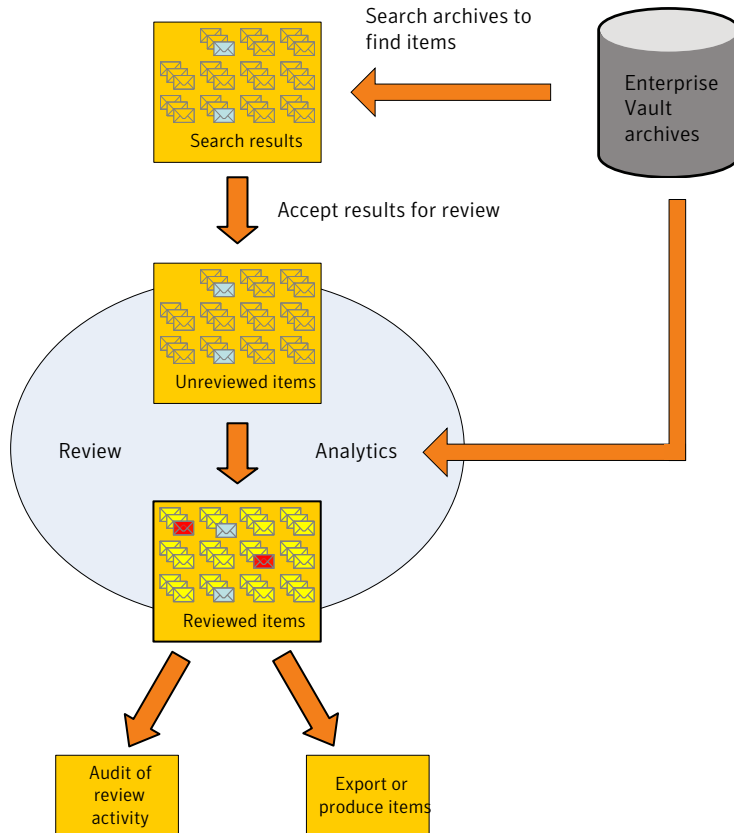 Search archives to
find items
Enterprise
Vault
archives
Search results
Accept results for review
Unreviewed items
Review
Analytics
Reviewed items
Audit of
review
activity
Export or
produce items